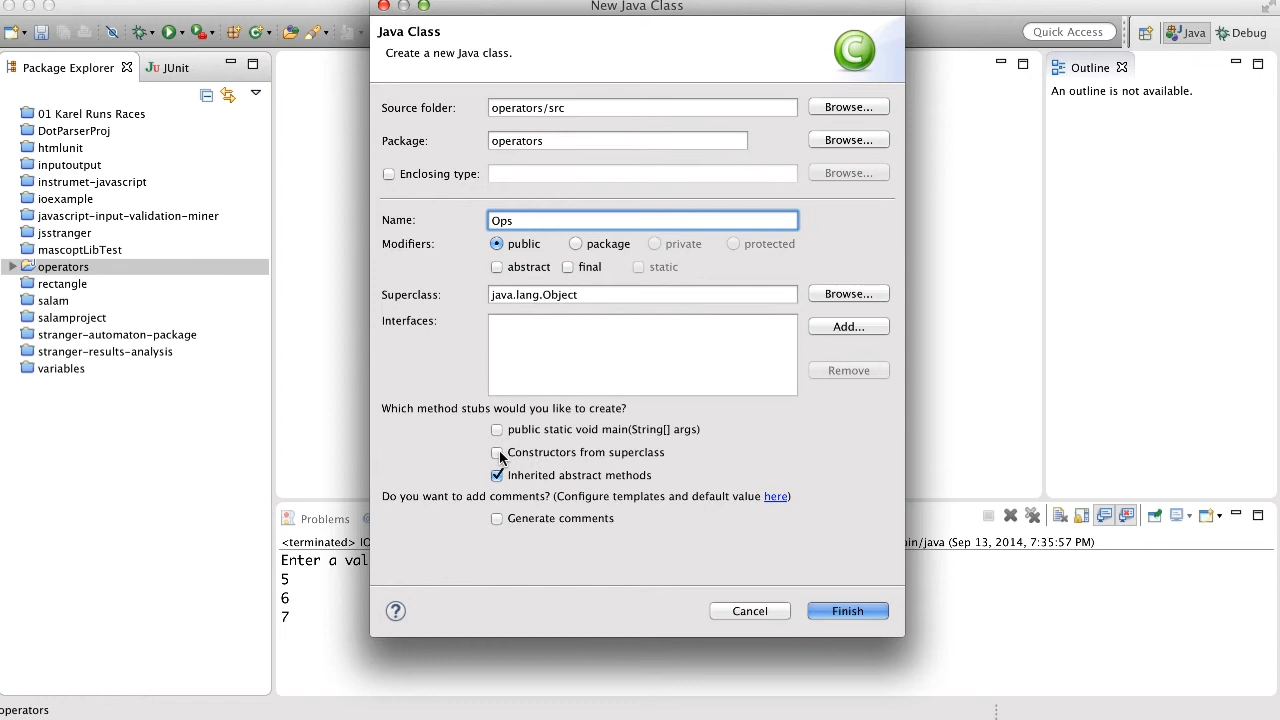 New Java Class
Java Class
Create a new Java class.
C
Quick Access
Java
Debug
Package Explorer
JUnit
Outline
An outline is not available.
01 Karel Runs Races
DotParserProj
htmlunit
inputoutput
instrumet-javascript
ioexample
javascript-input-validation-miner
jsstranger
mascoptLibTest
operators
rectangle
salam
salamproject
stranger-automaton-package
stranger-results-analysis
variables
Source folder: operators/src Browse...
Package: operators Browse...
Enclosing type: Browse...
Name: Ops
Modifiers: public package private protected
abstract final static
Superclass: java.lang.Object Browse...
Interfaces: Add...
Remove
Which method stubs would you like to create?
public static void main(String[] args)
Constructors from superclass
Inherited abstract methods
Do you want to add comments? (Configure templates and default value here)
Generate comments
? Cancel Finish
Problems @
<terminated> IO
in/java (Sep 13, 2014, 7:35:57 PM)
Enter a val
5
6
7
operators